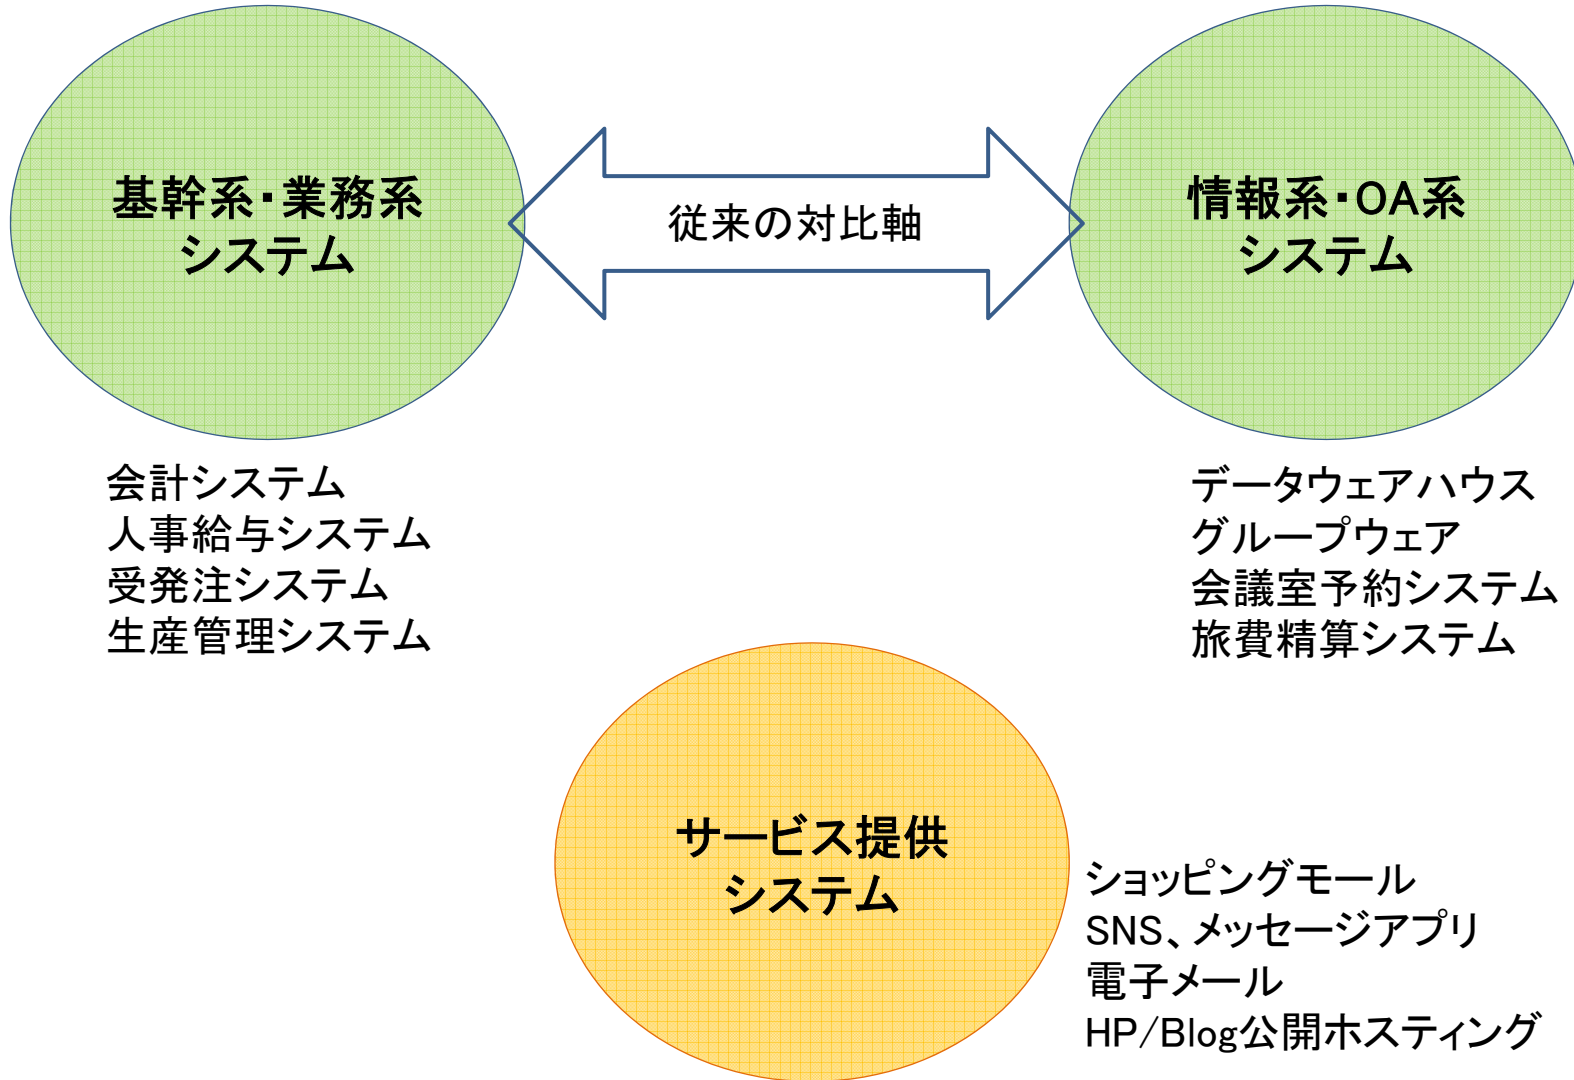 基幹系・業務系
システム
従来の対比軸
情報系・OA系
システム
会計システム
人事給与システム
受発注システム
生産管理システム
データウェアハウス
グループウェア
会議室予約システム
旅費精算システム
サービス提供
システム
ショッピングモール
SNS、メッセージアプリ
電子メール
HP/Blog公開ホスティング